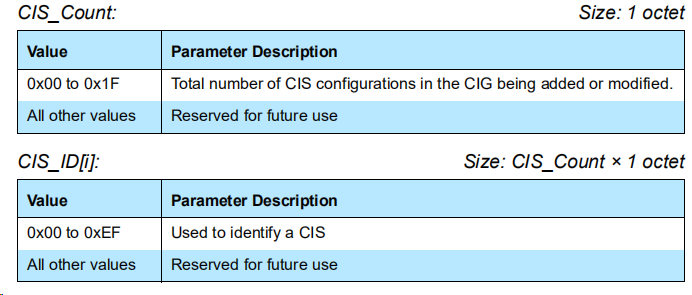 CIS_Count: Size: 1 octet
Value Parameter Description
0x00 to 0x1F Total number of CIS configurations in the CIG being added or modified.
All other values Reserved for future use
CIS_ID[i]: Size: CIS_Count × 1 octet
Value Parameter Description
0x00 to 0xEF Used to identify a CIS
All other values Reserved for future use